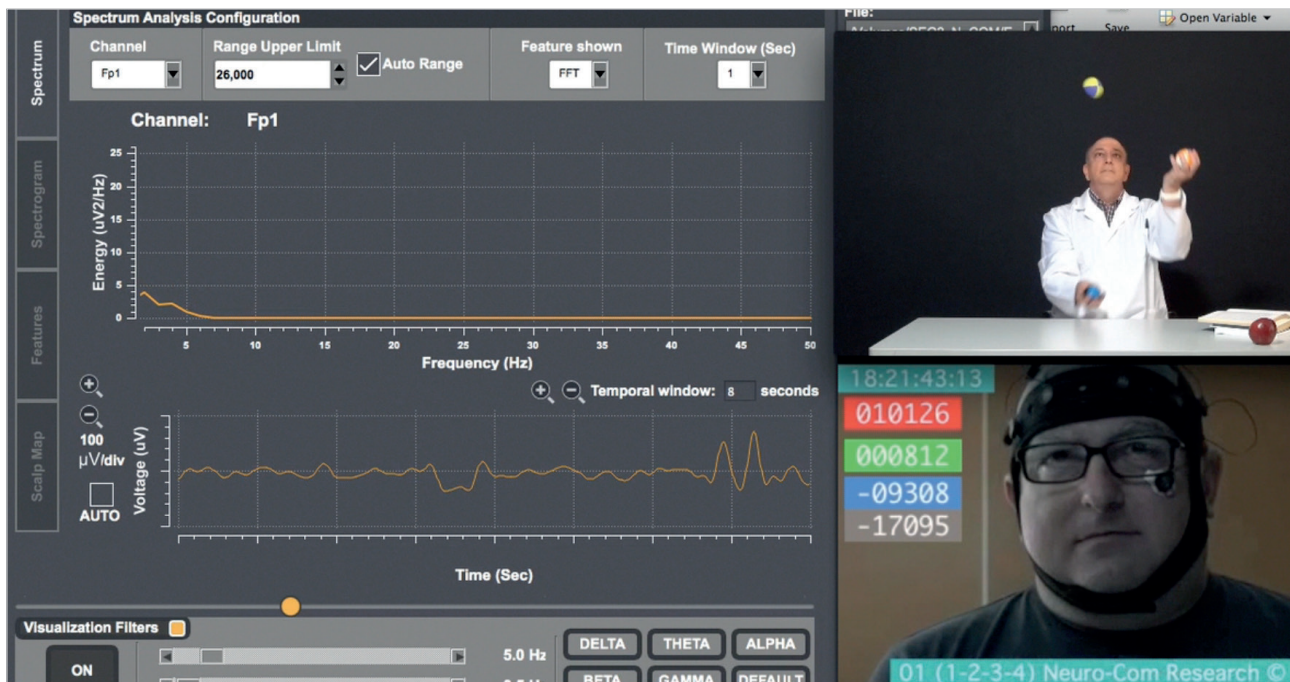 Spectrum Analysis Configuration
Channel
Fp1
Range Upper Limit
26,000
Auto Range
Feature shown
FFT
Time Window (Sec)
1
File:
Save
Open Variable
Spectrum
Spectrogram
Features
Scalp Map
Channel: Fp1
Energy (uV2/Hz)
25
20
15
10
5
0
5 10 15 20 25 30 35 40 45 50
Frequency (Hz)
Temporal window: 8 seconds
100
µV/div
AUTO
Voltage (uV)
Time (Sec)
Visualization Filters
ON
5.0 Hz
DELTA THETA ALPHA
BETA GAMMA DEFAULT
18:21:43:13
010126
000812
-09308
-17095
01 (1-2-3-4) Neuro-Com Research ©